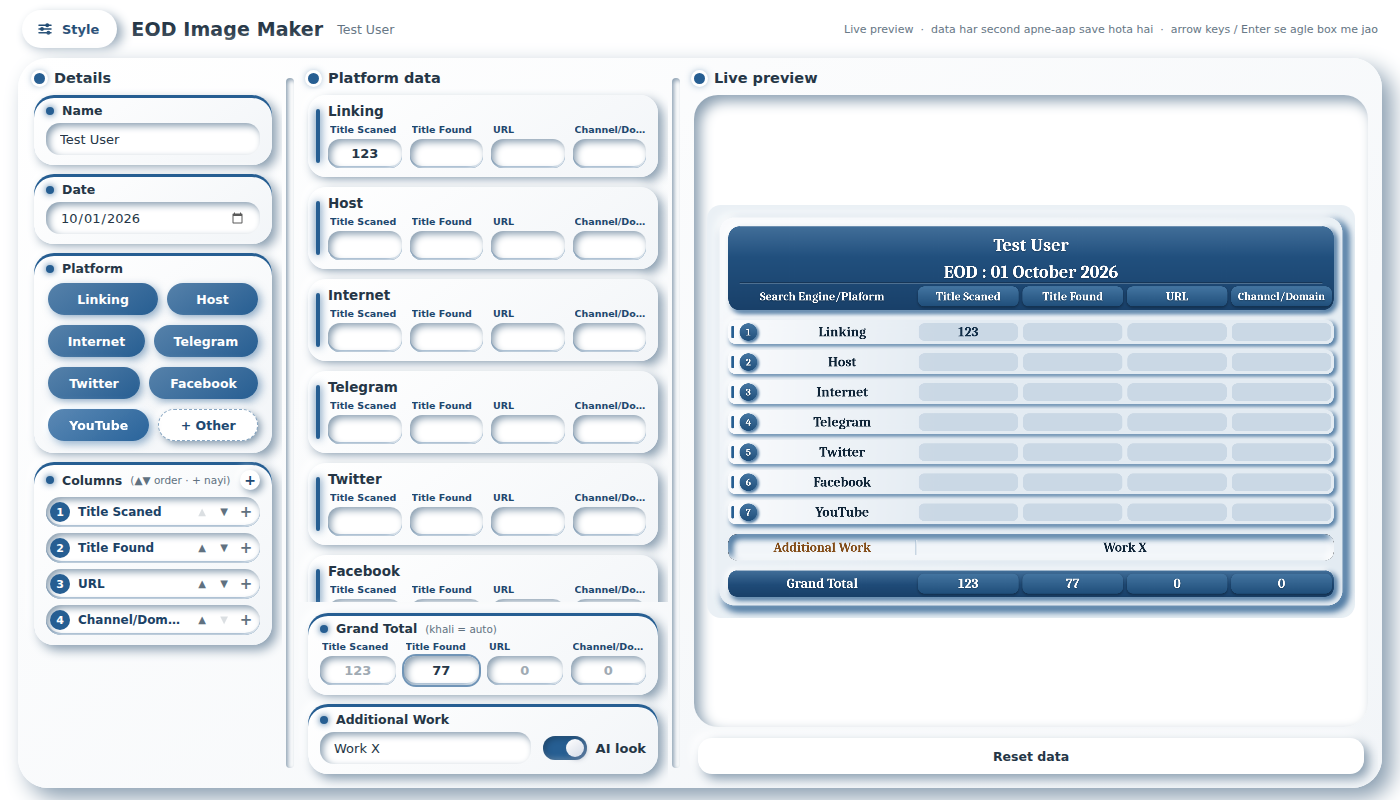 Style
EOD Image Maker
Test User
Live preview · data har second apne-aap save hota hai · arrow keys / Enter se agle box me jao
Details
Name
Test User
Date
10/01/2026
Platform
Linking
Host
Internet
Telegram
Twitter
Facebook
YouTube
+ Other
Columns (▲▼ order · + nayi) +
1 Title Scaned ▲ ▼ +
2 Title Found ▲ ▼ +
3 URL ▲ ▼ +
4 Channel/Dom... ▲ ▼ +
Platform data
Linking
Title Scaned Title Found URL Channel/Do...
123
Host
Title Scaned Title Found URL Channel/Do...
Internet
Title Scaned Title Found URL Channel/Do...
Telegram
Title Scaned Title Found URL Channel/Do...
Twitter
Title Scaned Title Found URL Channel/Do...
Facebook
Title Scaned Title Found URL Channel/Do...
Grand Total (khali = auto)
Title Scaned Title Found URL Channel/Do...
123 77 0 0
Additional Work
Work X
AI look
Live preview
Test User
EOD : 01 October 2026
Search Engine/Plaform Title Scaned Title Found URL Channel/Domain
1 Linking 123
2 Host
3 Internet
4 Telegram
5 Twitter
6 Facebook
7 YouTube
Additional Work Work X
Grand Total 123 77 0 0
Reset data